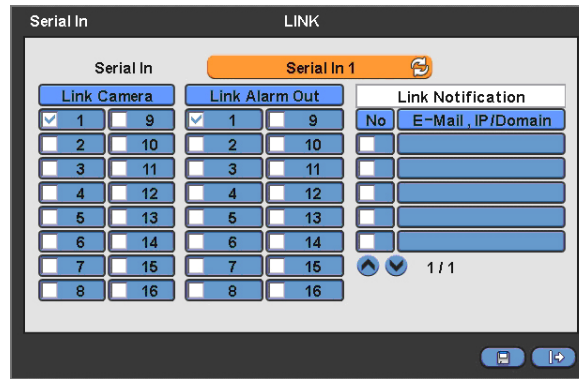 Serial In LINK
Serial In Serial In 1
Link Camera Link Alarm Out Link Notification
1 9 1 9 No E-Mail , IP/Domain
2 10 2 10
3 11 3 11
4 12 4 12
5 13 5 13
6 14 6 14
7 15 7 15 1 / 1
8 16 8 16